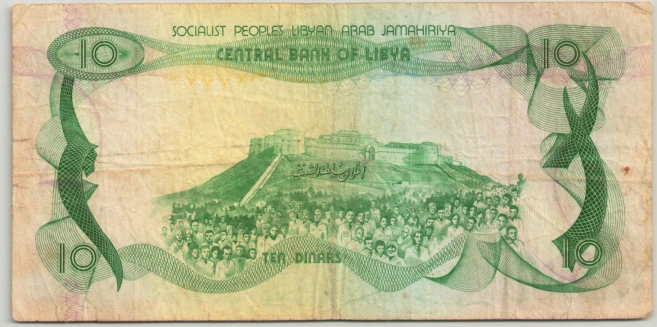 SOCIALIST PEOPLE'S LIBYAN ARAB JAMAHIRIYA
10 CENTRAL BANK OF LIBYA 10
10 TEN DINARS 10